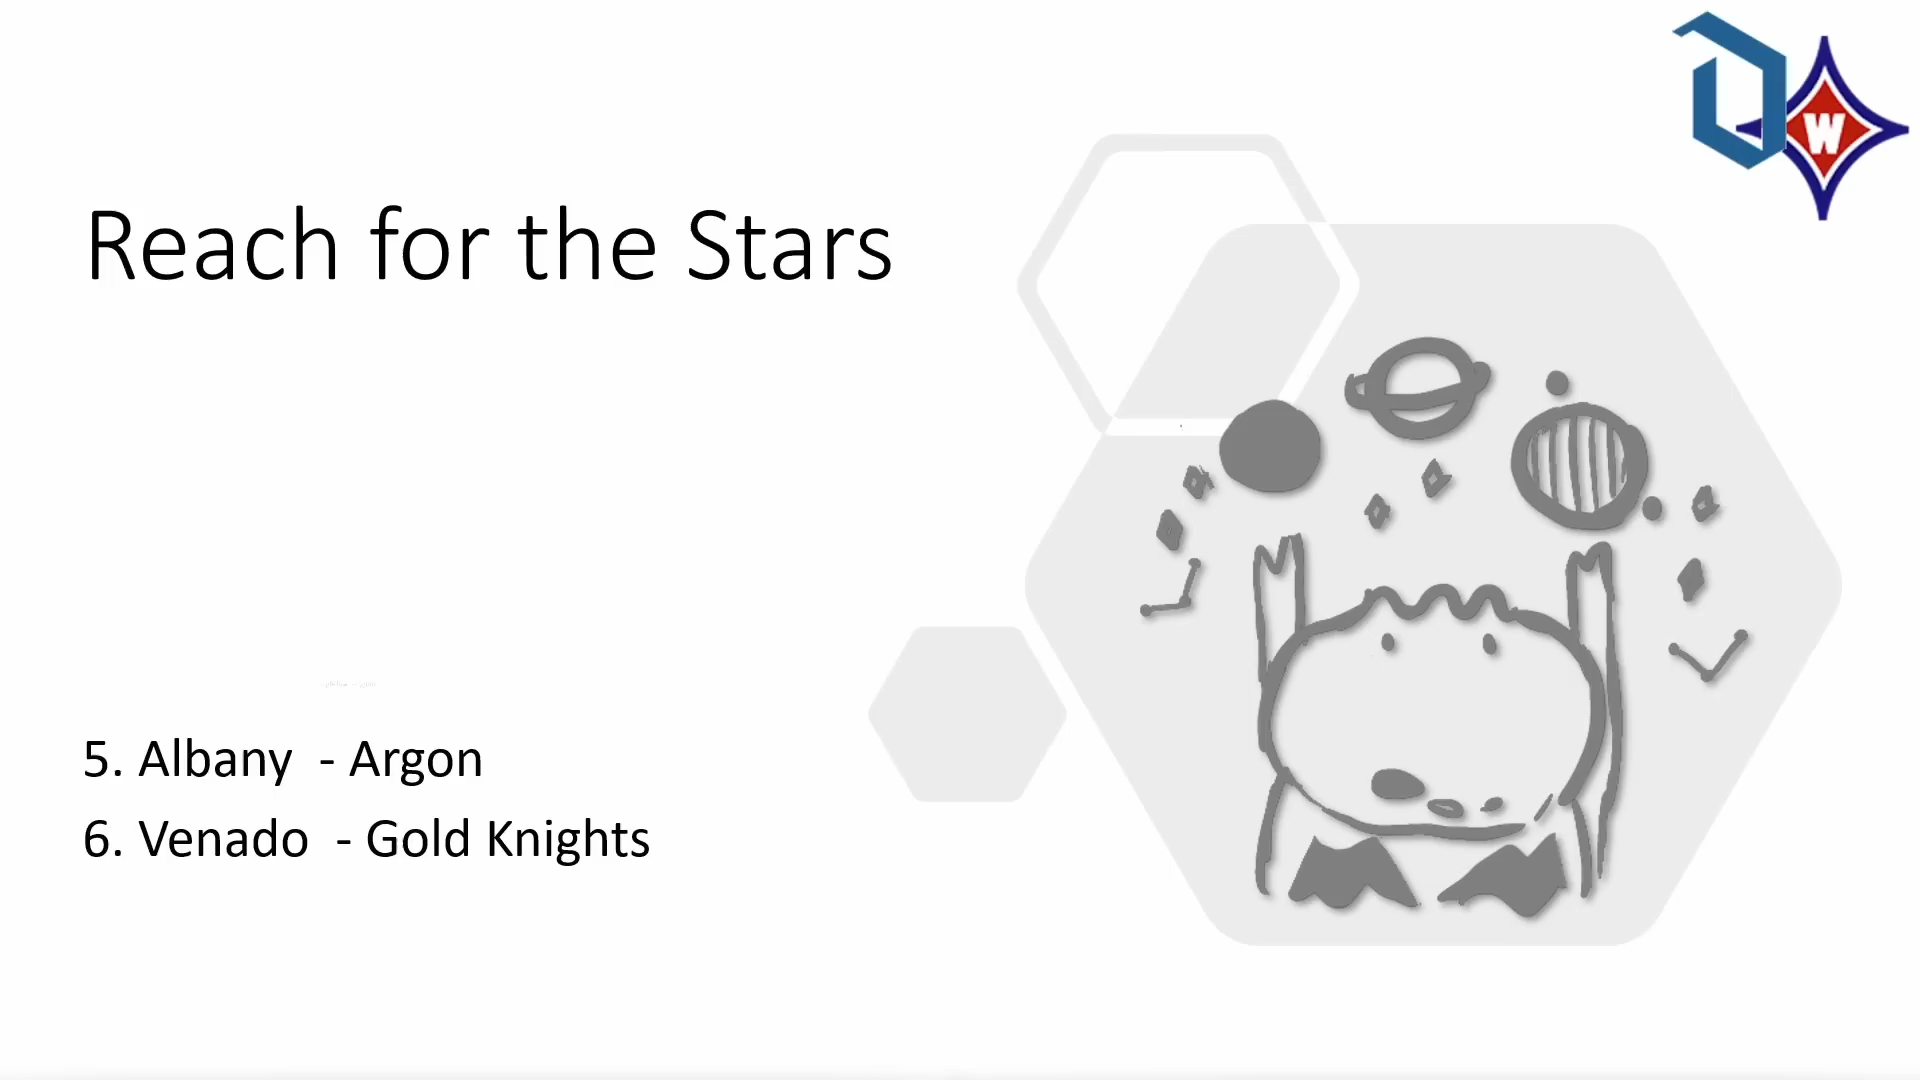 W
Reach for the Stars
5. Albany  - Argon
6. Venado  - Gold Knights